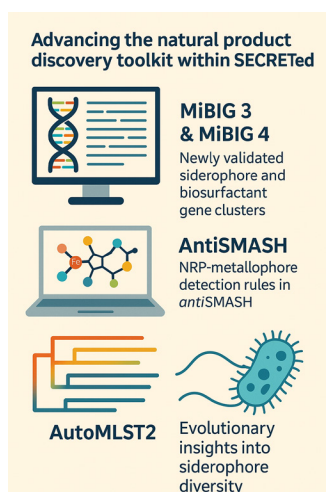 Advancing the natural product
discovery toolkit within SECRETed
MiBIG 3
& MiBIG 4
Newly validated
siderophore and
biosurfactant
gene clusters
Fe
AntiSMASH
NRP-metallophore
detection rules in
antiSMASH
AutoMLST2
Evolutionary
insights into
siderophore
diversity